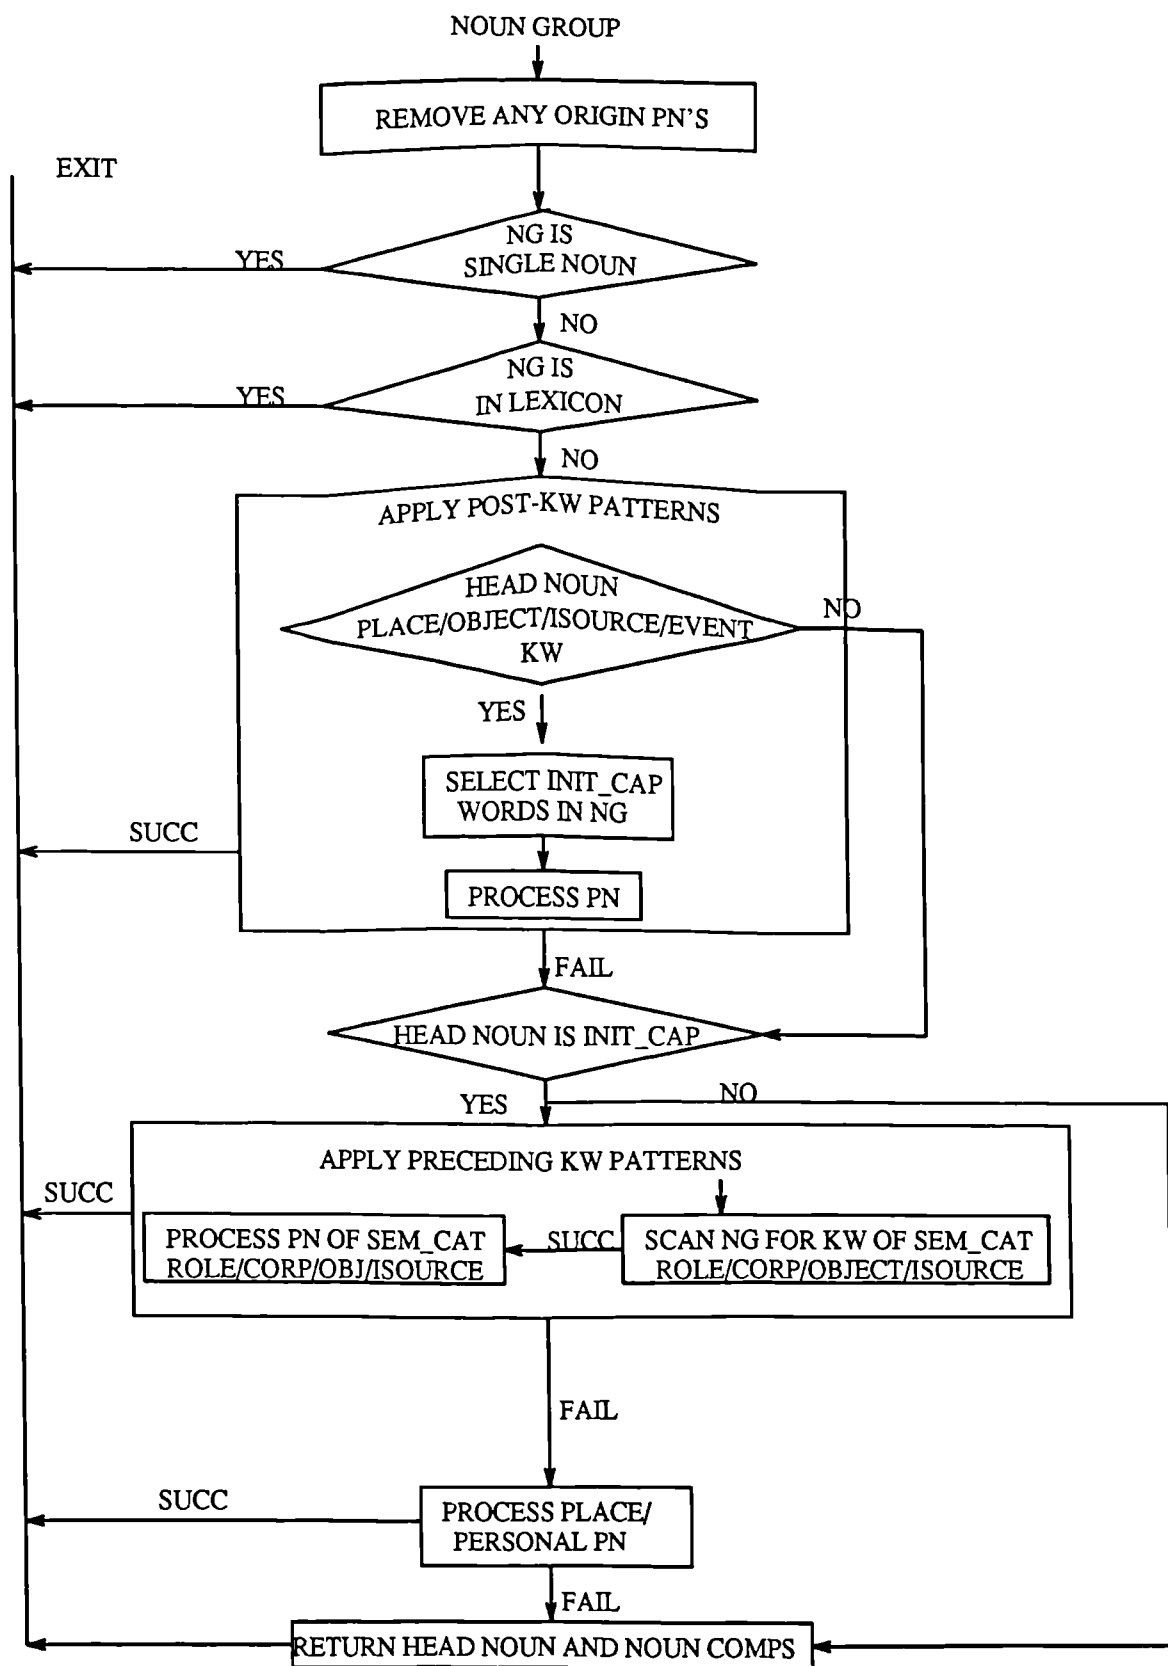 NOUN GROUP
REMOVE ANY ORIGIN PN'S
EXIT
NG IS
SINGLE NOUN
YES
NO
NG IS
IN LEXICON
YES
NO
APPLY POST-KW PATTERNS
HEAD NOUN
PLACE/OBJECT/ISOURCE/EVENT
KW
NO
YES
SELECT INIT_CAP
WORDS IN NG
SUCC
PROCESS PN
FAIL
HEAD NOUN IS INIT_CAP
YES
NO
APPLY PRECEDING KW PATTERNS
SUCC
PROCESS PN OF SEM_CAT
ROLE/CORP/OBJ/ISOURCE
SUCC
SCAN NG FOR KW OF SEM_CAT
ROLE/CORP/OBJECT/ISOURCE
FAIL
SUCC
PROCESS PLACE/
PERSONAL PN
FAIL
RETURN HEAD NOUN AND NOUN COMPS